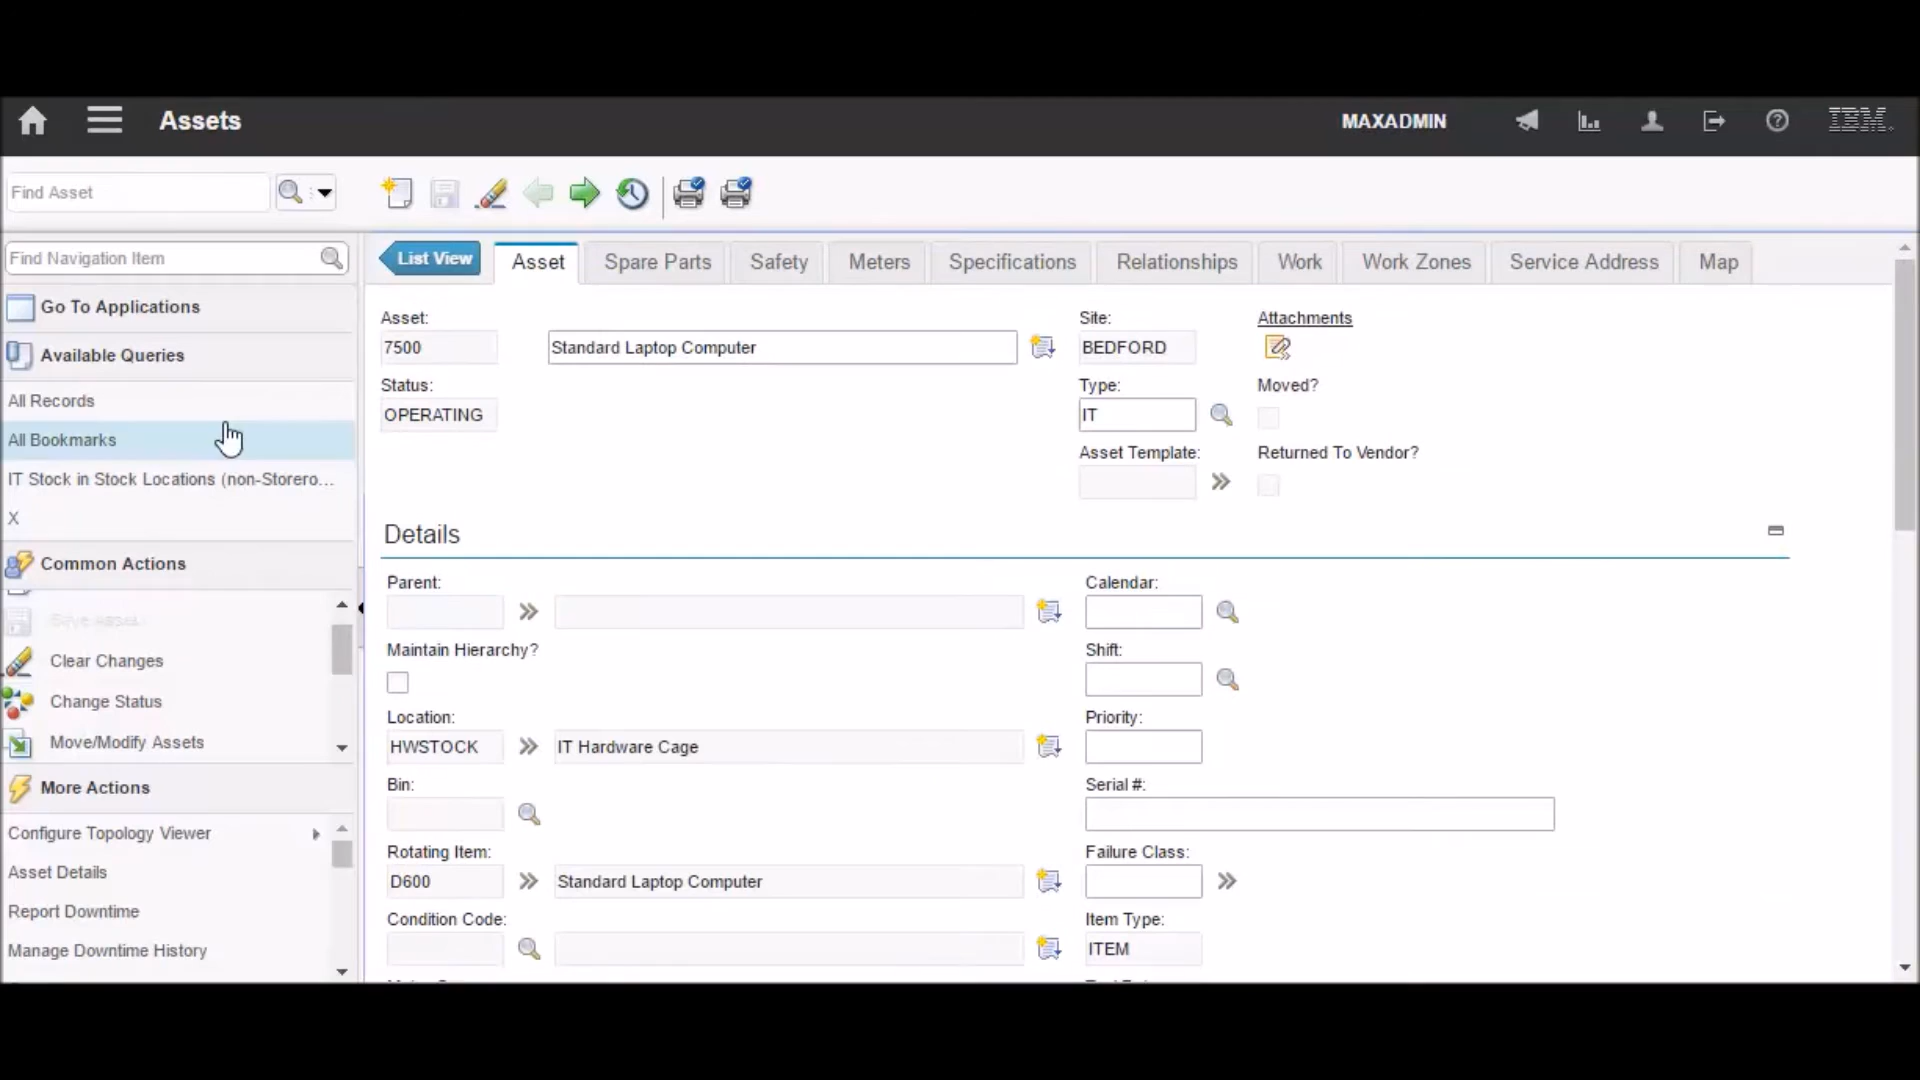 Assets
MAXADMIN
IBM
Find Asset
Find Navigation Item
Go To Applications
Available Queries
All Records
All Bookmarks
IT Stock in Stock Locations (non-Storero...
X
Common Actions
Save Asset
Clear Changes
Change Status
Move/Modify Assets
More Actions
Configure Topology Viewer
Asset Details
Report Downtime
Manage Downtime History
List View
Asset
Spare Parts
Safety
Meters
Specifications
Relationships
Work
Work Zones
Service Address
Map
Asset:
7500
Standard Laptop Computer
Site:
BEDFORD
Attachments
Status:
OPERATING
Type:
IT
Moved?
Asset Template:
Returned To Vendor?
Details
Parent:
Calendar:
Maintain Hierarchy?
Shift:
Location:
HWSTOCK
IT Hardware Cage
Priority:
Bin:
Serial #:
Rotating Item:
D600
Standard Laptop Computer
Failure Class:
Condition Code:
Item Type:
ITEM